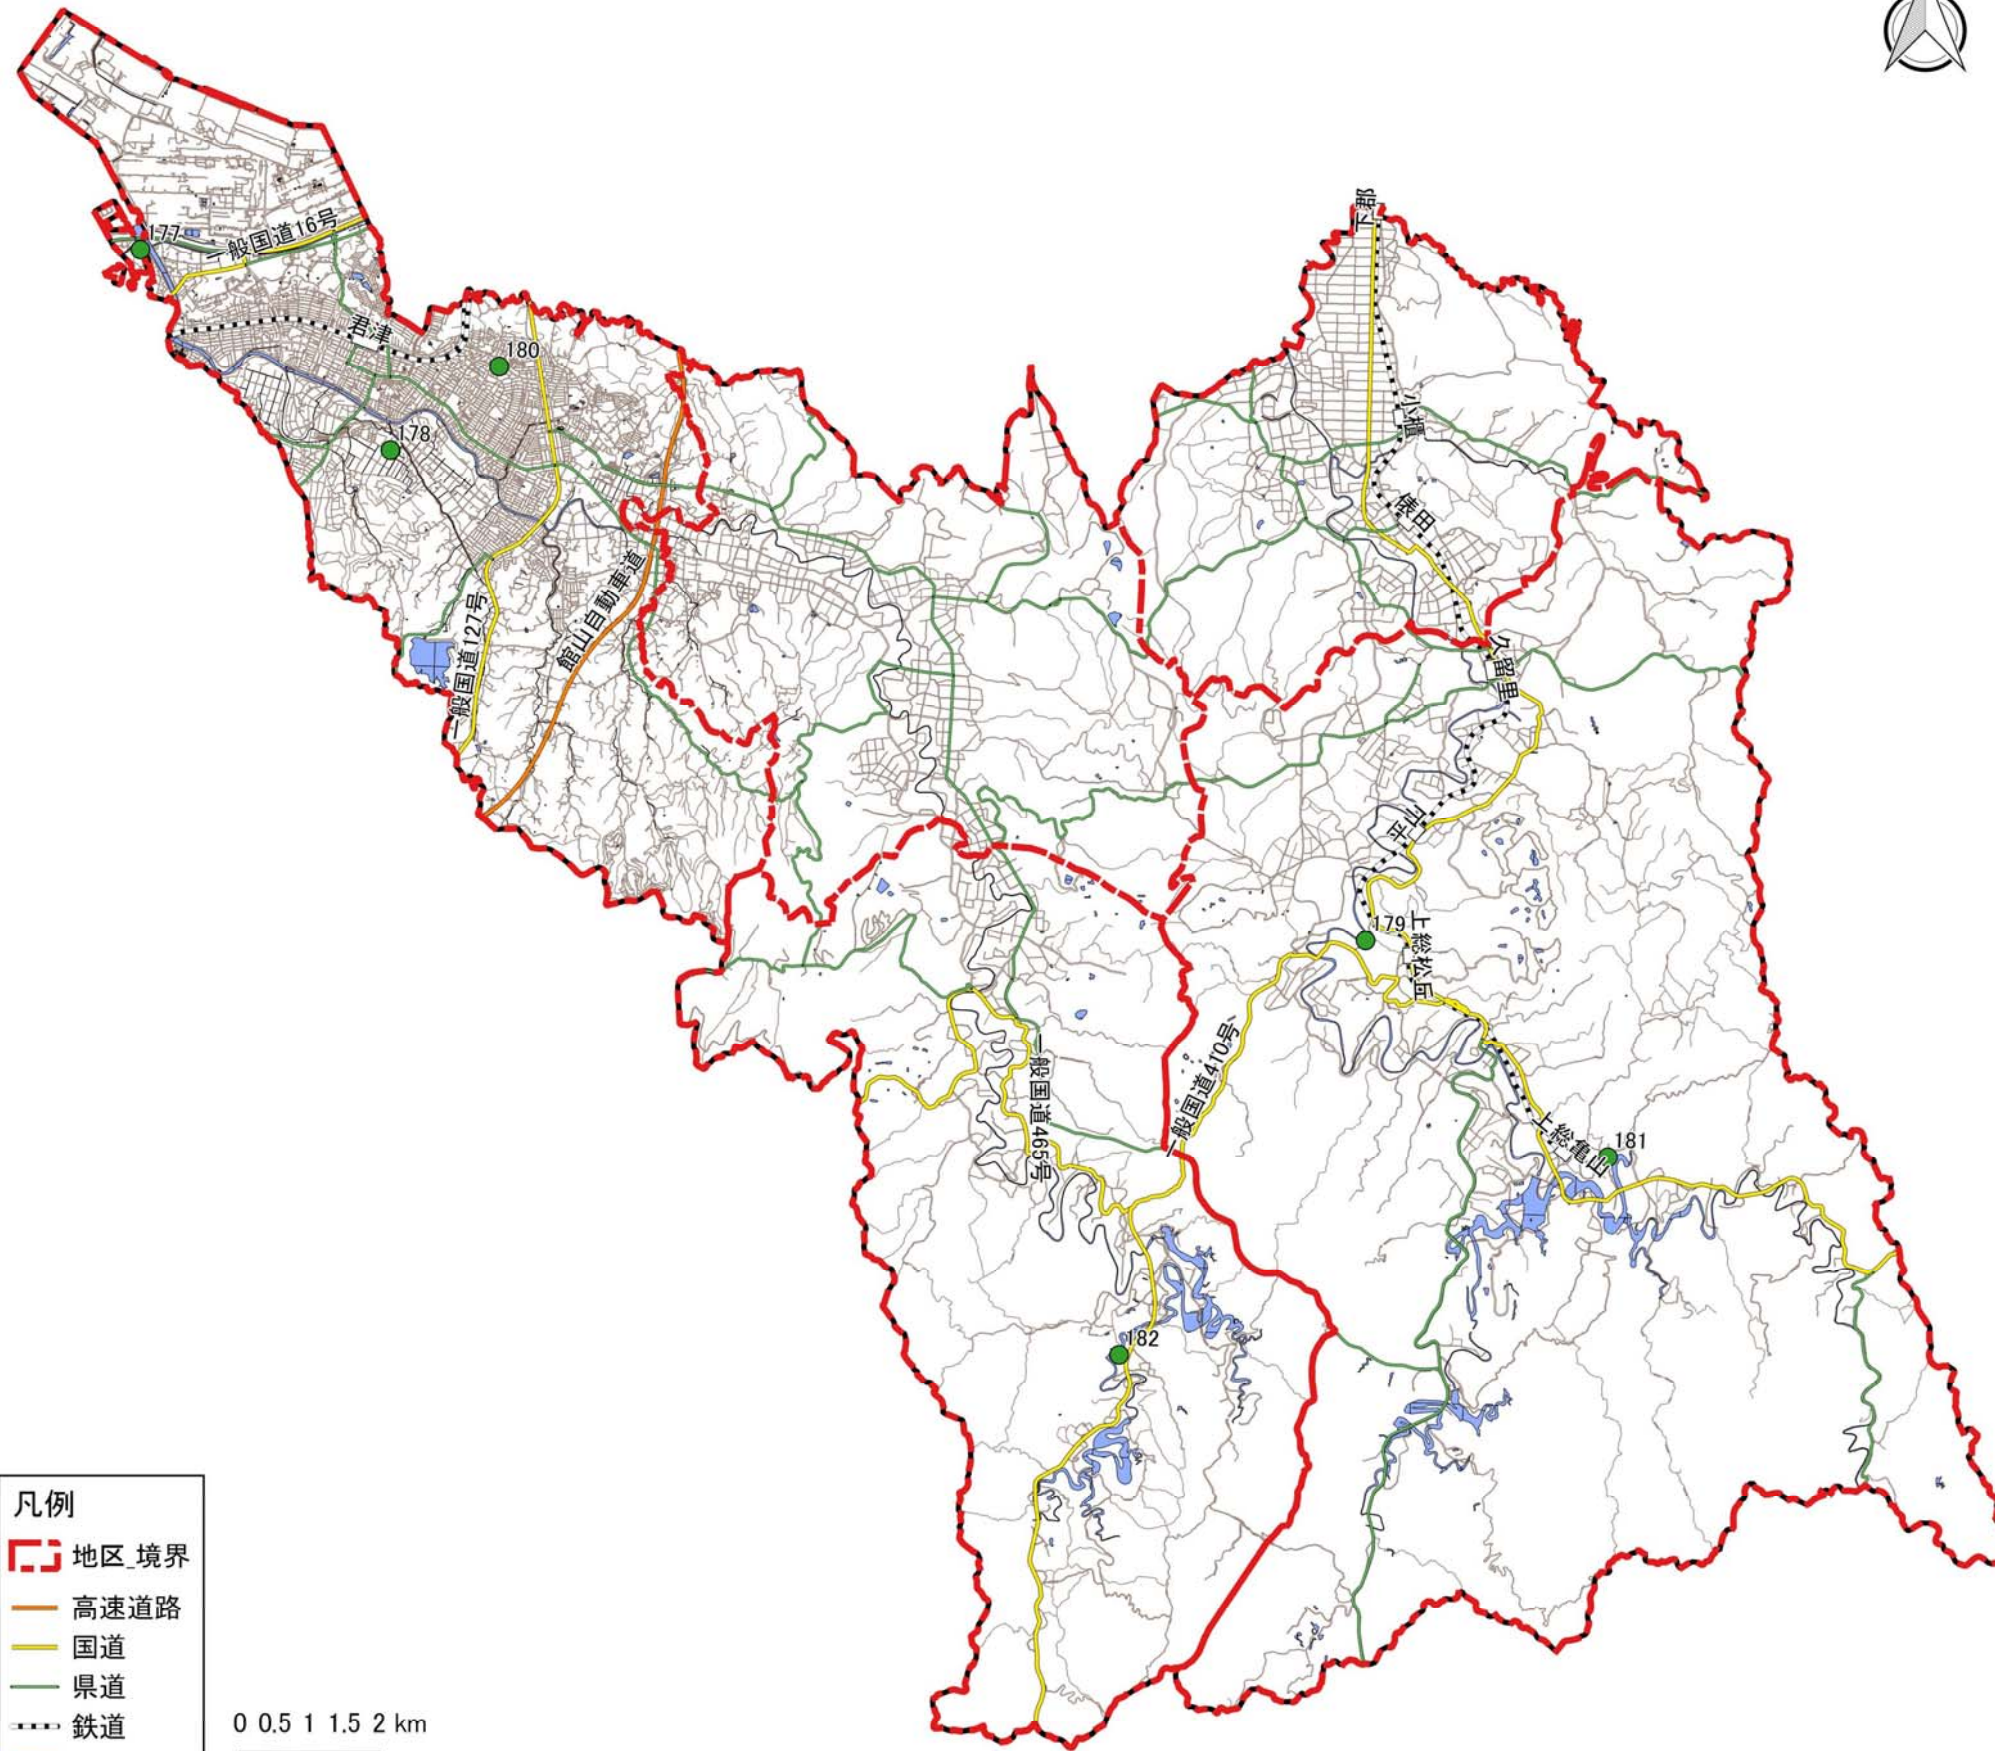 下郡
177
一般国道16号
君津
180
小櫃
178
俵田
館山自動車道
一般国道127号
久留里
平山
179
上総松丘
一般国道410号
一般国道465号
上総亀山
181
182
凡例
地区_境界
高速道路
国道
県道
鉄道
0 0.5 1 1.5 2 km